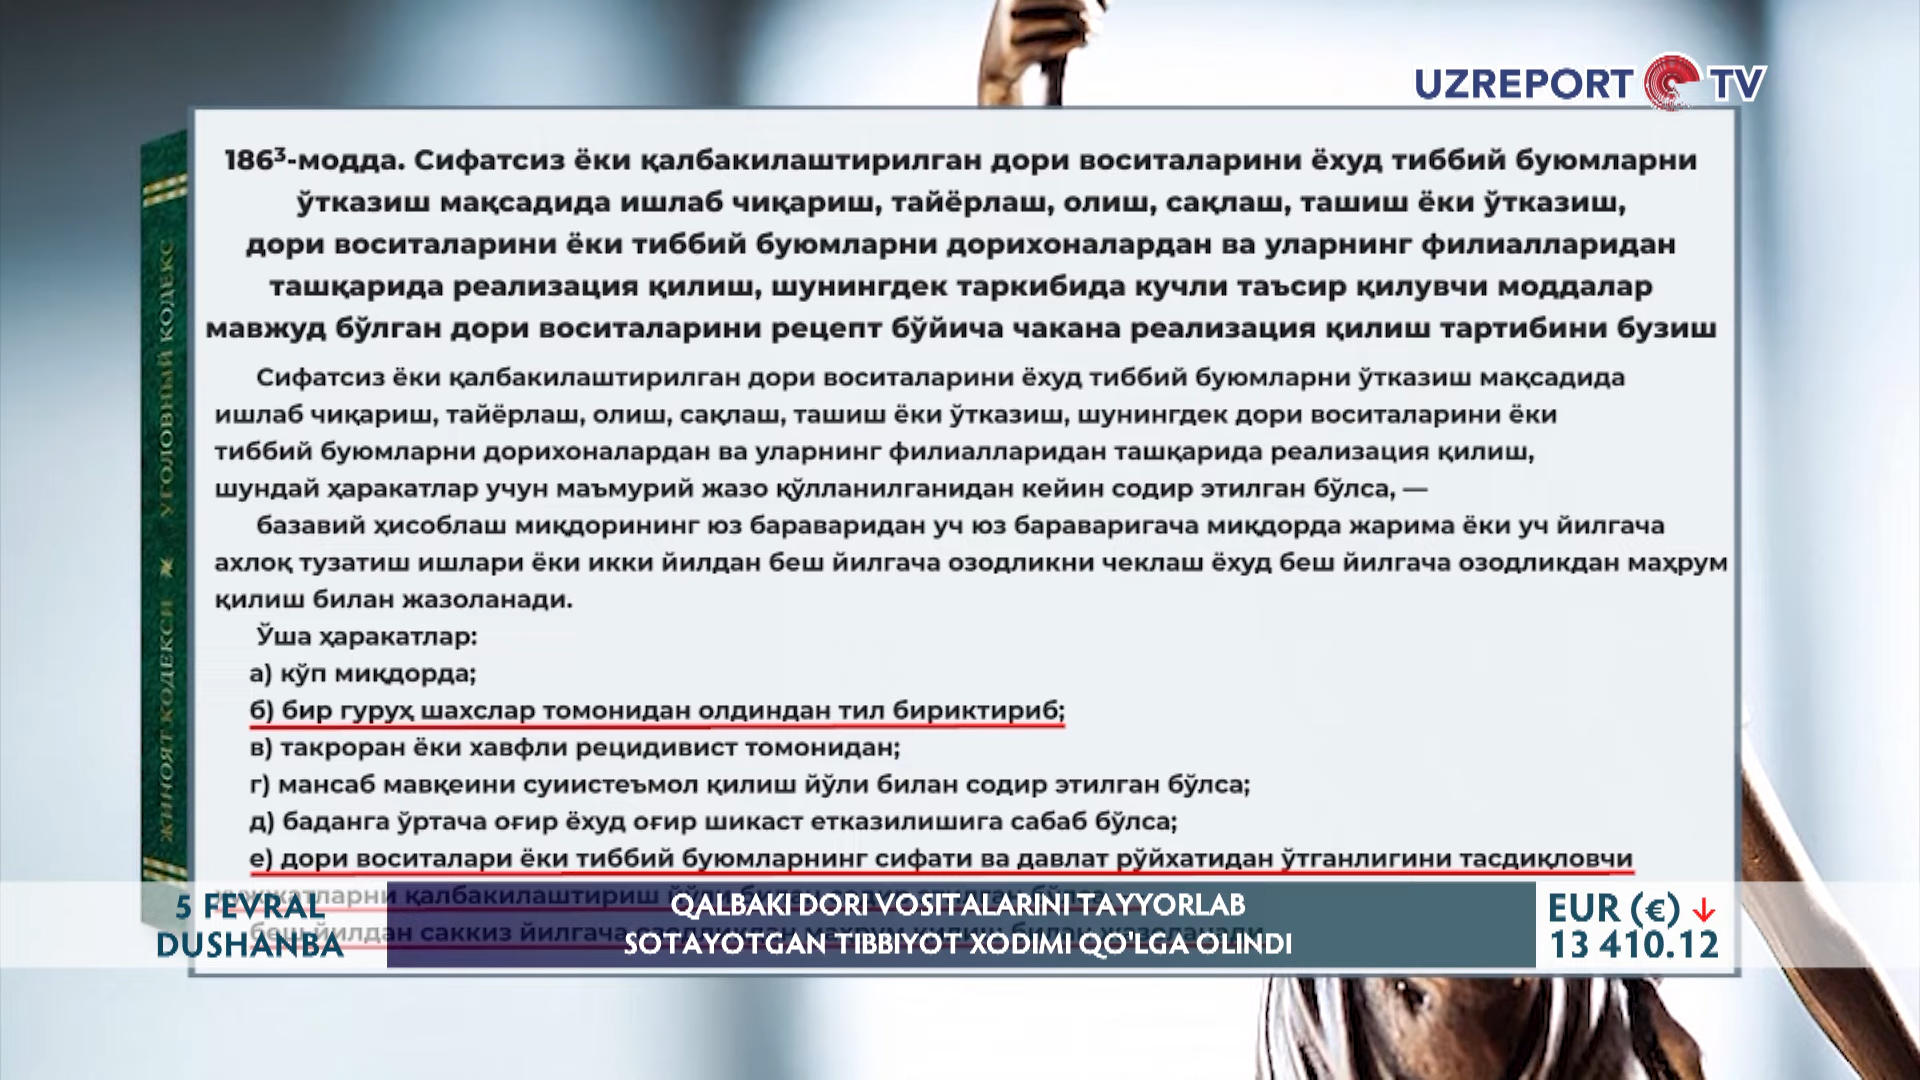 UZREPORT TV
186³-модда. Сифатсиз ёки қалбакилаштирилган дори воситаларини ёхуд тиббий буюмларни
ўтказиш мақсадида ишлаб чиқариш, тайёрлаш, олиш, сақлаш, ташиш ёки ўтказиш,
дори воситаларини ёки тиббий буюмларни дорихоналардан ва уларнинг филиалларидан
ташқарида реализация қилиш, шунингдек таркибида кучли таъсир қилувчи моддалар
мавжуд бўлган дори воситаларини рецепт бўйича чакана реализация қилиш тартибини бузиш
Сифатсиз ёки қалбакилаштирилган дори воситаларини ёхуд тиббий буюмларни ўтказиш мақсадида
ишлаб чиқариш, тайёрлаш, олиш, сақлаш, ташиш ёки ўтказиш, шунингдек дори воситаларини ёки
тиббий буюмларни дорихоналардан ва уларнинг филиалларидан ташқарида реализация қилиш,
шундай ҳаракатлар учун маъмурий жазо қўлланилганидан кейин содир этилган бўлса, —
базавий ҳисоблаш миқдорининг юз бараваридан уч юз бараваригача миқдорда жарима ёки уч йилгача
ахлоқ тузатиш ишлари ёки икки йилдан беш йилгача озодликни чеклаш ёхуд беш йилгача озодликдан маҳрум
қилиш билан жазоланади.
Ўша ҳаракатлар:
а) кўп миқдорда;
б) бир гуруҳ шахслар томонидан олдиндан тил бириктириб;
в) такроран ёки хавфли рецидивист томонидан;
г) мансаб мавқеини суиистеъмол қилиш йўли билан содир этилган бўлса;
д) баданга ўртача оғир ёхуд оғир шикаст етказилишига сабаб бўлса;
е) дори воситалари ёки тиббий буюмларнинг сифати ва давлат рўйхатидан ўтганлигини тасдиқловчи
қалбакилаштириш
беш йилдан саккиз йилгача
ЖИНОЯТ КОДЕКСИ ★ УГОЛОВНЫЙ КОДЕКС
5 FEVRAL
DUSHANBA
QALBAKI DORI VOSITALARINI TAYYORLAB
SOTAYOTGAN TIBBIYOT XODIMI QO'LGA OLINDI
EUR (€) ↓
13 410.12